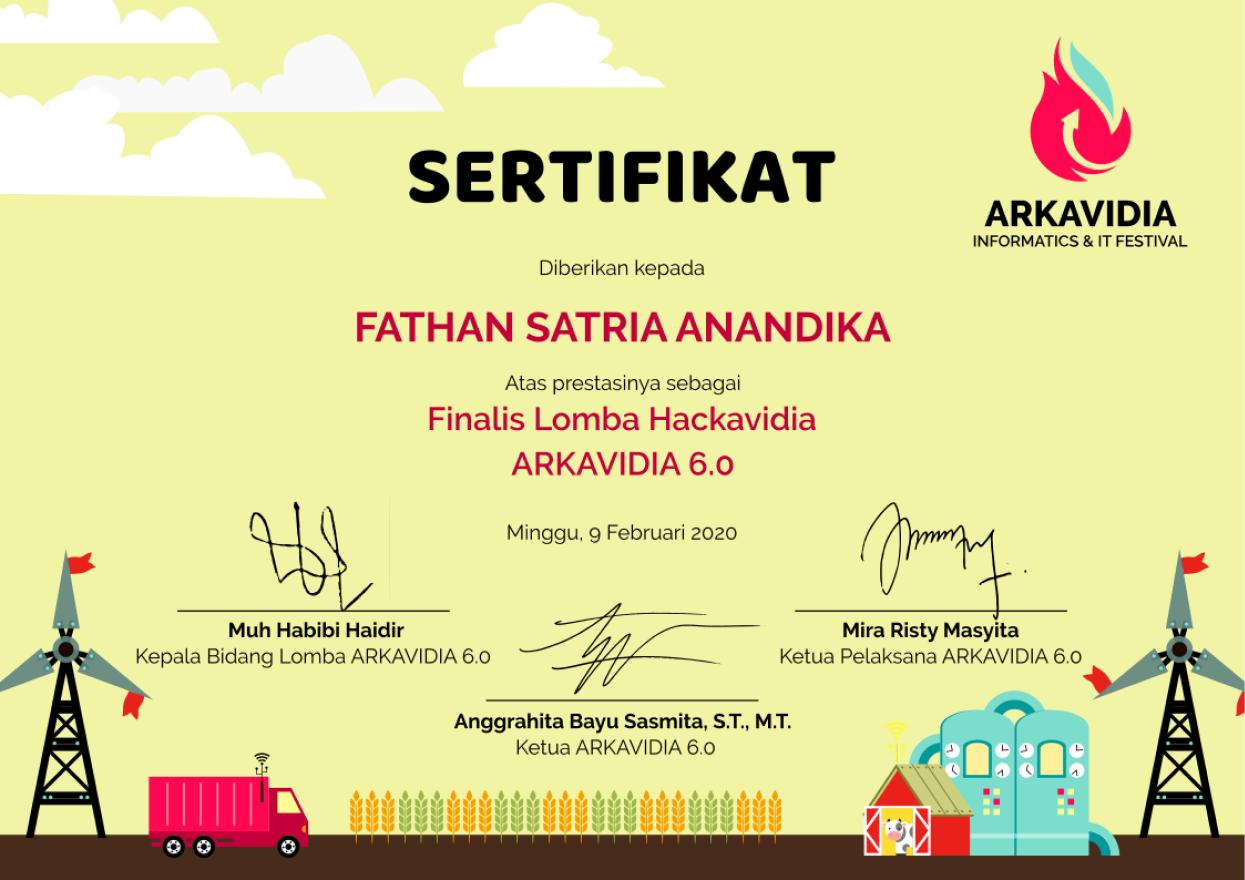 SERTIFIKAT
ARKAVIDIA
INFORMATICS & IT FESTIVAL
Diberikan kepada
FATHAN SATRIA ANANDIKA
Atas prestasinya sebagai
Finalis Lomba Hackavidia
ARKAVIDIA 6.0
Minggu, 9 Februari 2020
Muh Habibi Haidir
Kepala Bidang Lomba ARKAVIDIA 6.0
Mira Risty Masyita
Ketua Pelaksana ARKAVIDIA 6.0
Anggrahita Bayu Sasmita, S.T., M.T.
Ketua ARKAVIDIA 6.0